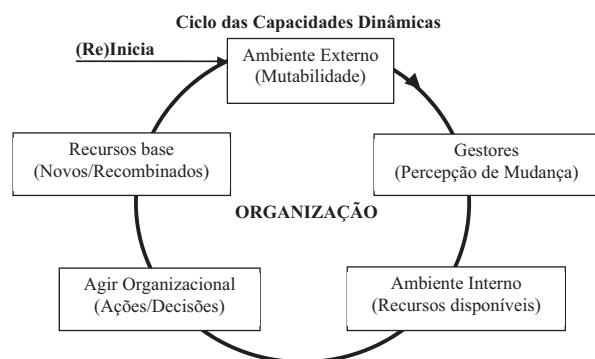 Ciclo das Capacidades Dinâmicas
(Re)Inicia
Ambiente Externo
(Mutabilidade)
Recursos base
(Novos/Recombinados)
Gestores
(Percepção de Mudança)
ORGANIZAÇÃO
Agir Organizacional
(Ações/Decisões)
Ambiente Interno
(Recursos disponíveis)